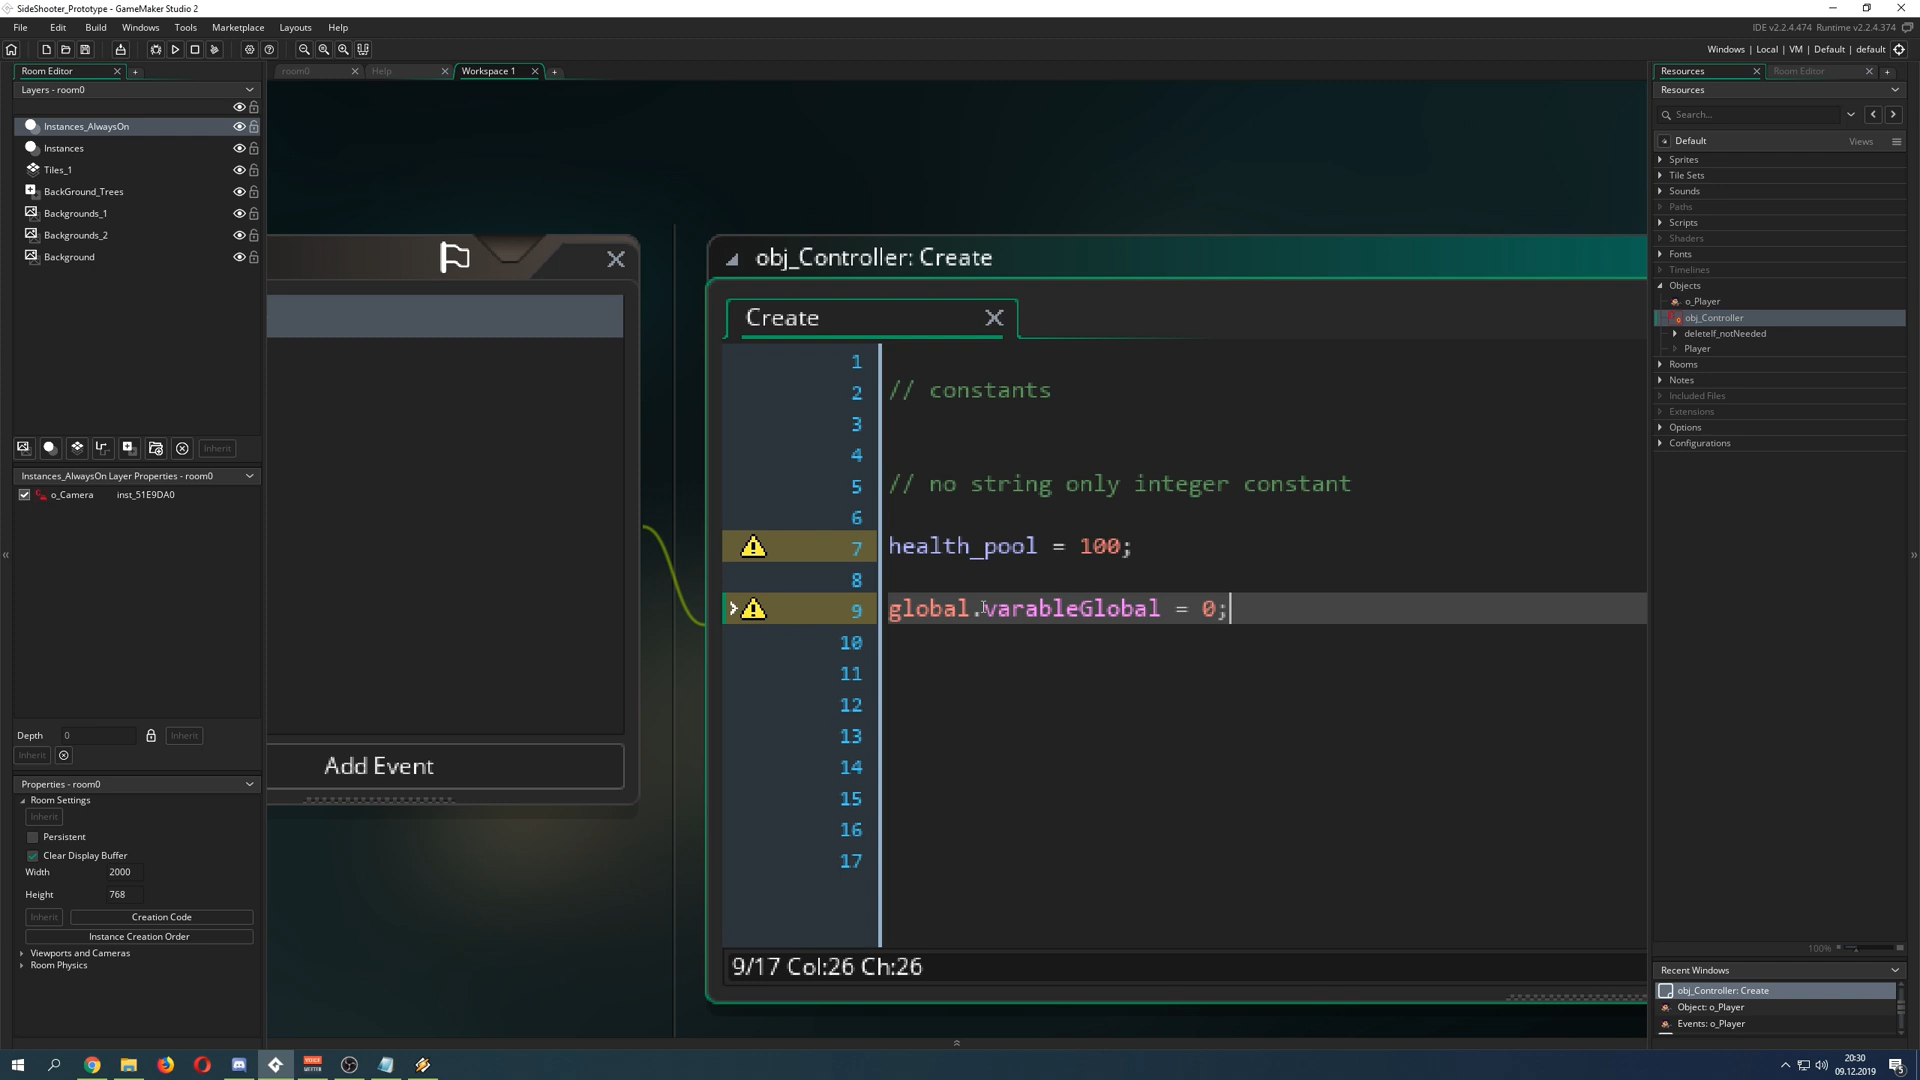 SideShooter_Prototype - GameMaker Studio 2
File Edit Build Windows Tools Marketplace Layouts Help
IDE v2.2.4.474 Runtime v2.2.4.374
Windows | Local | VM | Default | default
Room Editor
room0
Help
Workspace 1
Resources
Room Editor
Layers - room0
Resources
Search...
Instances_AlwaysOn
Instances
Tiles_1
BackGround_Trees
Backgrounds_1
Backgrounds_2
Background
Default
Views
Sprites
Tile Sets
Sounds
Paths
Scripts
Shaders
Fonts
Timelines
Objects
o_Player
obj_Controller
deleteIf_notNeeded
Player
Rooms
Notes
Included Files
Extensions
Options
Configurations
obj_Controller: Create
Create
1
2 // constants
3
4
5 // no string only integer constant
6
7 health_pool = 100;
8
9 global.varableGlobal = 0;
10
11
12
13
14
15
16
17
9/17 Col:26 Ch:26
Add Event
Inherit
Instances_AlwaysOn Layer Properties - room0
o_Camera inst_51E9DA0
Depth 0 Inherit
Inherit
Properties - room0
Room Settings
Inherit
Persistent
Clear Display Buffer
Width 2000
Height 768
Inherit Creation Code
Instance Creation Order
Viewports and Cameras
Room Physics
100%
Recent Windows
obj_Controller: Create
Object: o_Player
Events: o_Player
20:30
09.12.2019
5